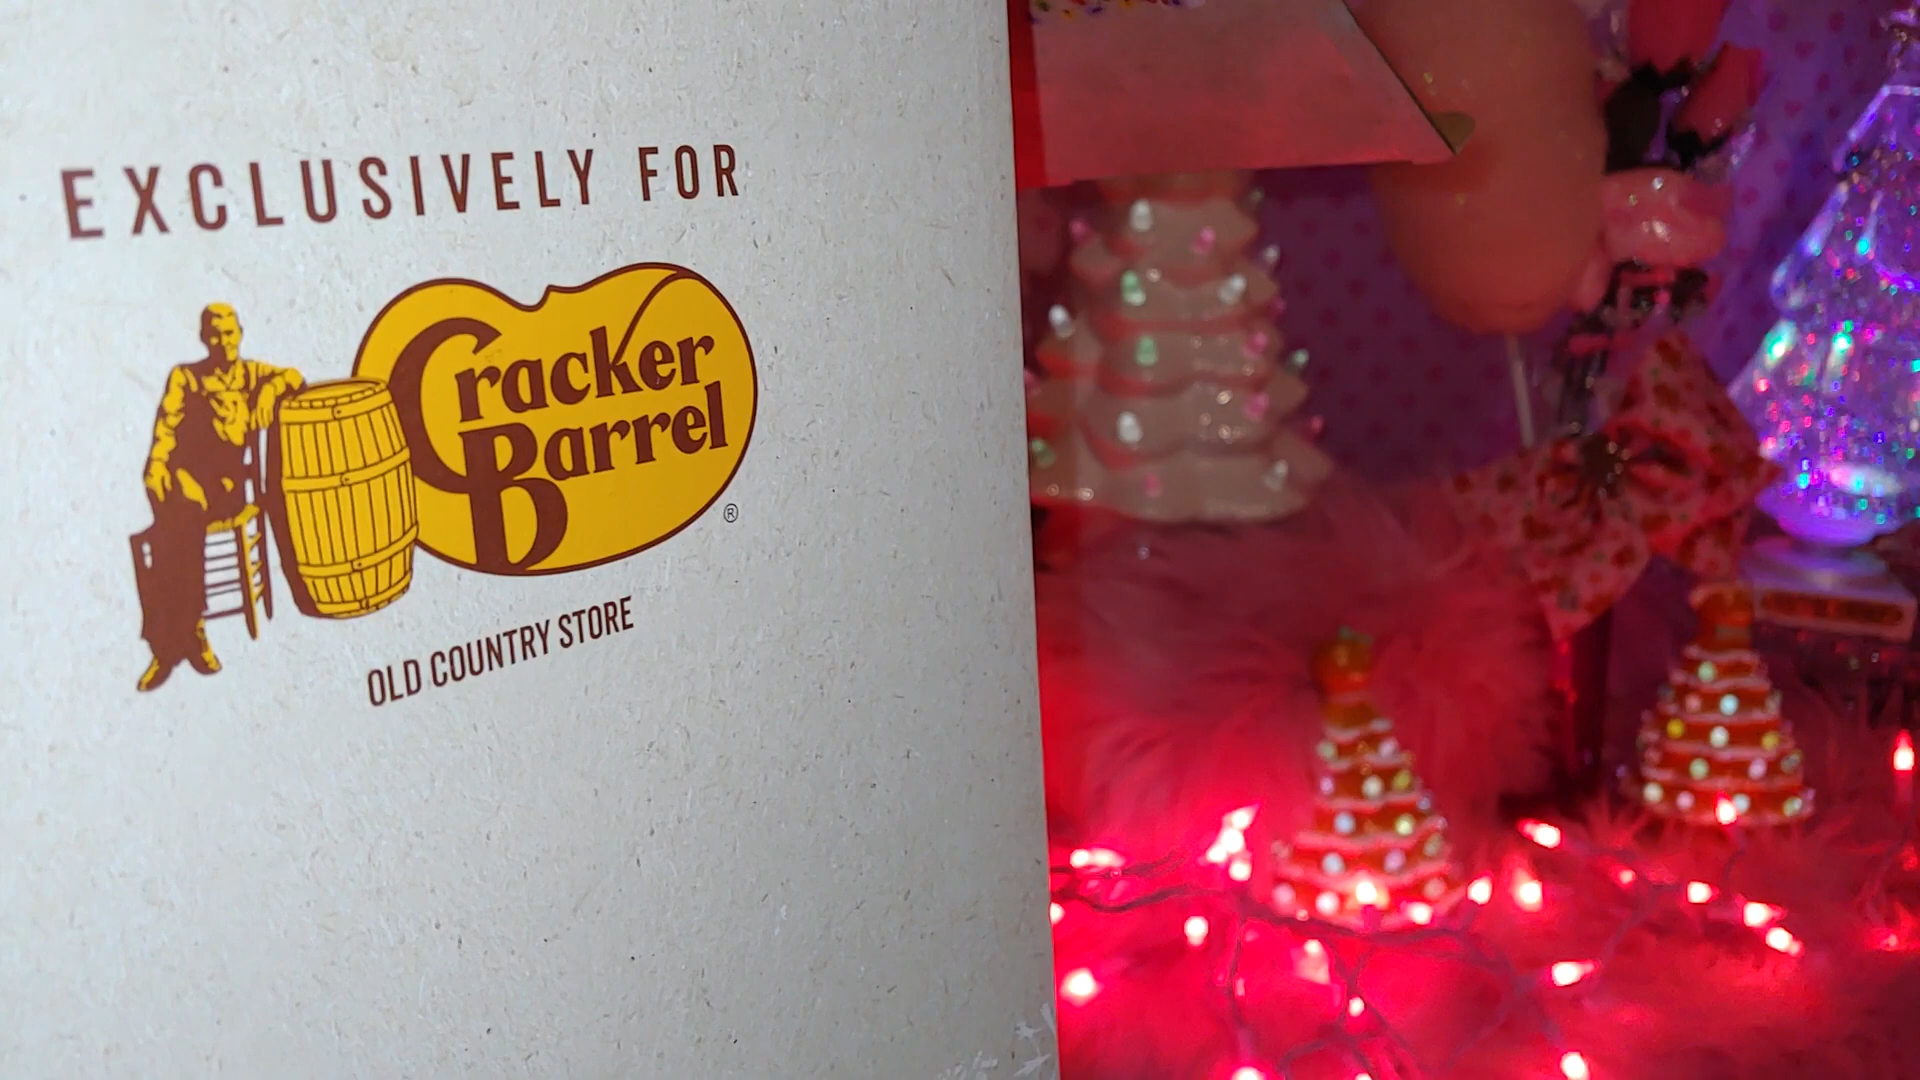 EXCLUSIVELY FOR
Cracker
Barrel
®
OLD COUNTRY STORE